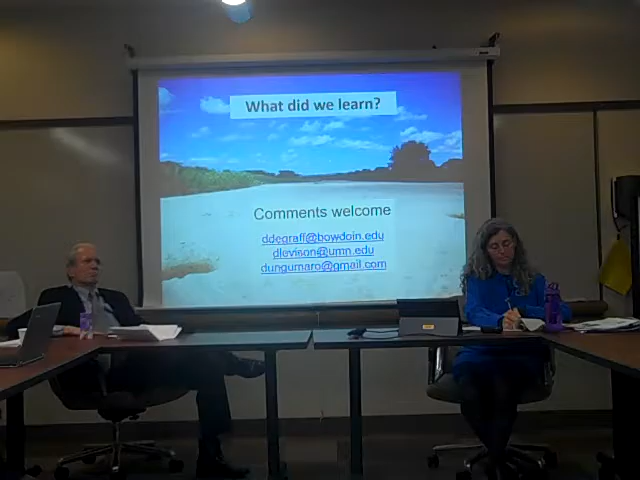 What did we learn?
Comments welcome
ddegraff@bowdoin.edu
dlevison@umn.edu
dungumaro@gmail.com